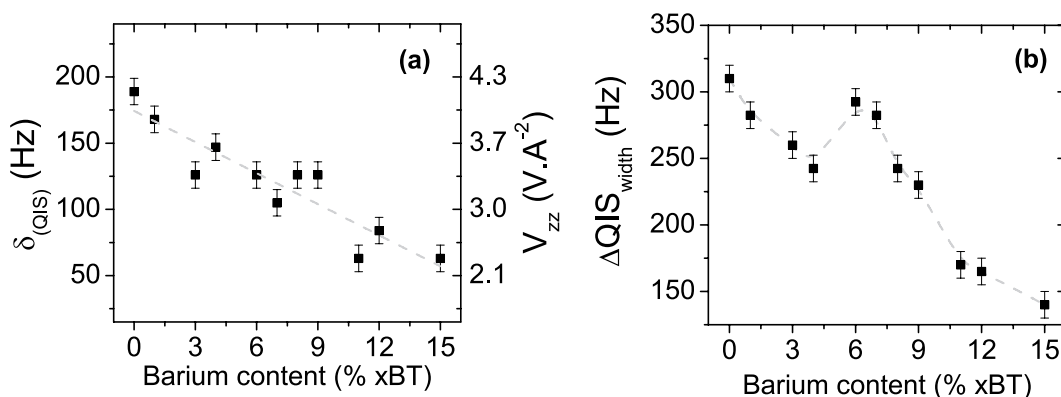 (a)
200
150
100
50
δ(QIS) (Hz)
4.3
3.7
3.0
2.1
Vzz (V.A⁻²)
0 3 6 9 12 15
Barium content (% xBT)
(b)
350
300
250
200
150
ΔQISwidth (Hz)
0 3 6 9 12 15
Barium content (% xBT)